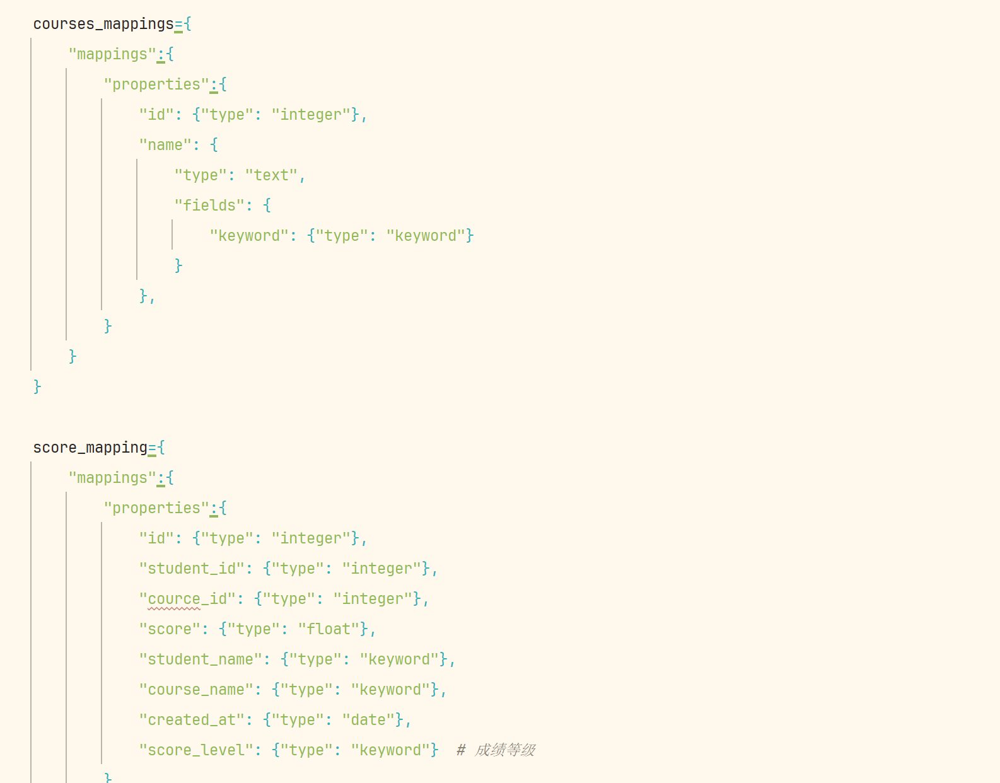 courses_mappings={
    "mappings":{
        "properties":{
            "id": {"type": "integer"},
            "name": {
                "type": "text",
                "fields": {
                    "keyword": {"type": "keyword"}
                }
            },
        }
    }
}

score_mapping={
    "mappings":{
        "properties":{
            "id": {"type": "integer"},
            "student_id": {"type": "integer"},
            "cource_id": {"type": "integer"},
            "score": {"type": "float"},
            "student_name": {"type": "keyword"},
            "course_name": {"type": "keyword"},
            "created_at": {"type": "date"},
            "score_level": {"type": "keyword"}  # 成绩等级
        }